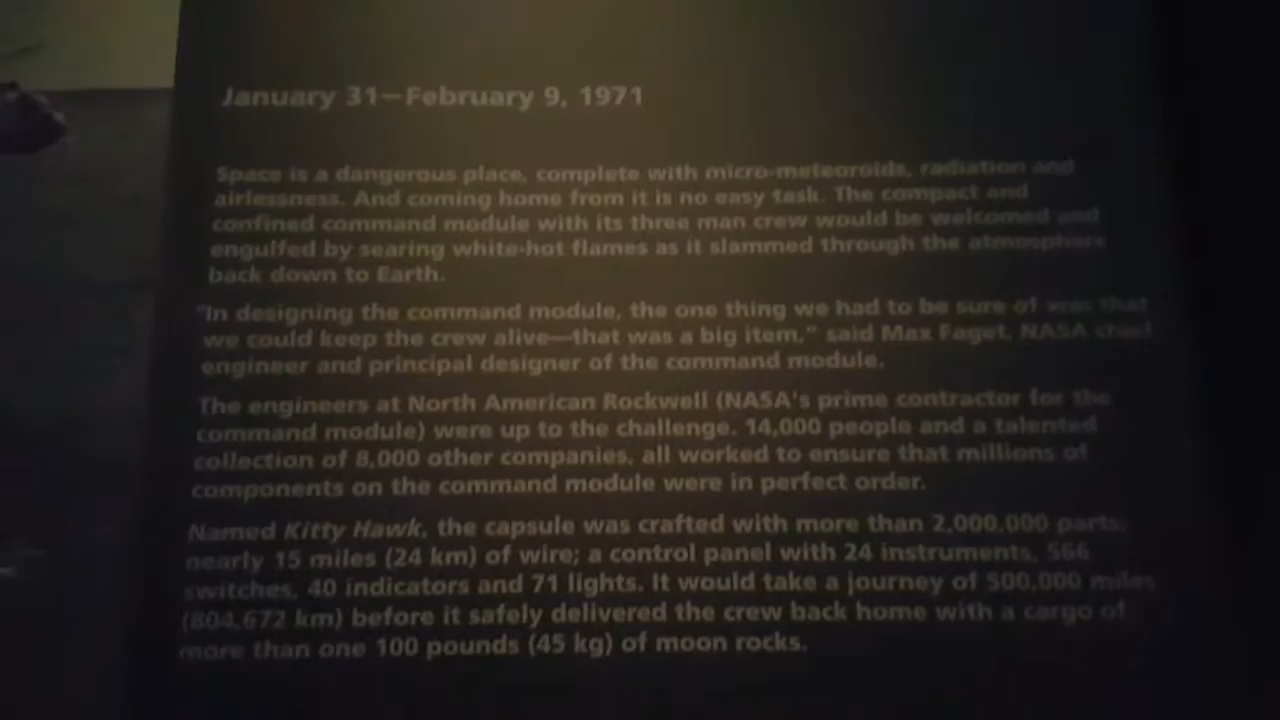 January 31—February 9, 1971
Space is a dangerous place, complete with micro-meteoroids, radiation and
airlessness. And coming home from it is no easy task. The compact and
confined command module with its three man crew would be welcomed and
engulfed by searing white-hot flames as it slammed through the atmosphere
back down to Earth.
"In designing the command module, the one thing we had to be sure of was that
we could keep the crew alive—that was a big item," said Max Faget, NASA chief
engineer and principal designer of the command module.
The engineers at North American Rockwell (NASA's prime contractor for the
command module) were up to the challenge. 14,000 people and a talented
collection of 8,000 other companies, all worked to ensure that millions of
components on the command module were in perfect order.
Named Kitty Hawk, the capsule was crafted with more than 2,000,000 parts;
nearly 15 miles (24 km) of wire; a control panel with 24 instruments, 566
switches, 40 indicators and 71 lights. It would take a journey of 500,000 miles
(804,672 km) before it safely delivered the crew back home with a cargo of
more than one 100 pounds (45 kg) of moon rocks.